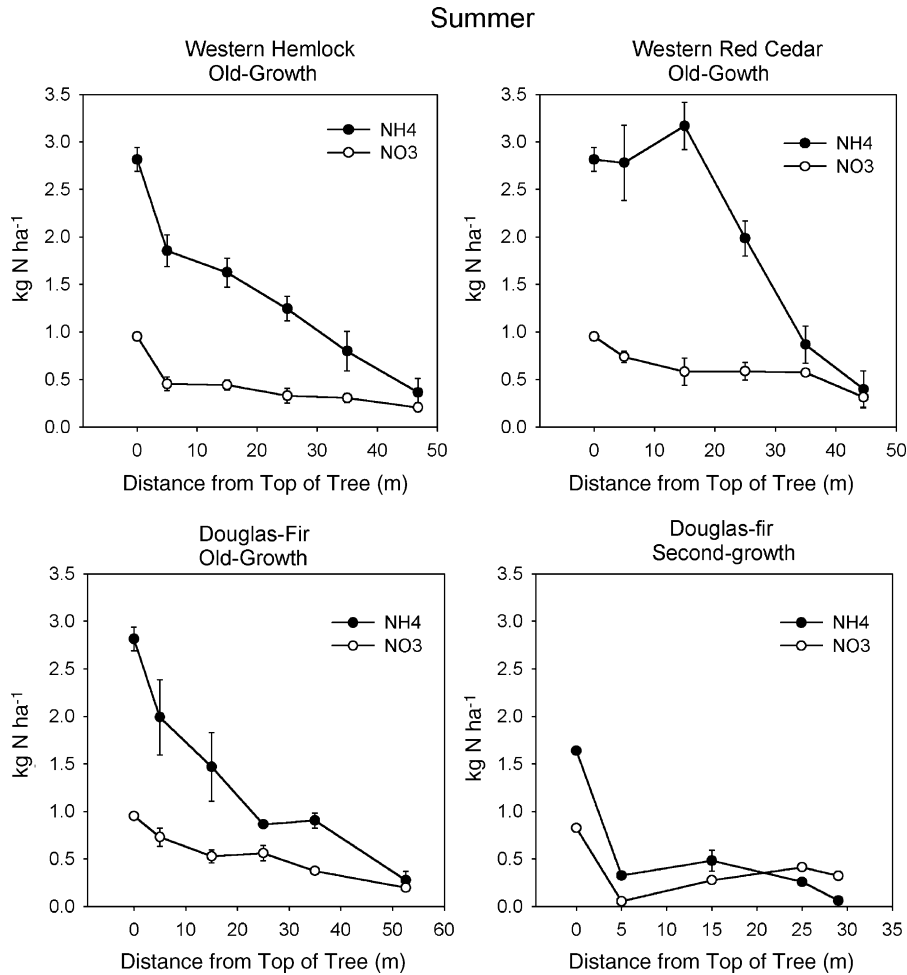 Summer
Western Hemlock
Old-Growth
3.5
3.0
2.5
2.0
1.5
1.0
0.5
0.0
kg N ha-1
NH4
NO3
0 10 20 30 40 50
Distance from Top of Tree (m)
Western Red Cedar
Old-Gowth
3.5
3.0
2.5
2.0
1.5
1.0
0.5
0.0
kg N ha-1
NH4
NO3
0 10 20 30 40 50
Distance from Top of Tree (m)
Douglas-Fir
Old-Growth
3.5
3.0
2.5
2.0
1.5
1.0
0.5
0.0
kg N ha-1
NH4
NO3
0 10 20 30 40 50 60
Distance from Top of Tree (m)
Douglas-fir
Second-growth
3.5
3.0
2.5
2.0
1.5
1.0
0.5
0.0
kg N ha-1
NH4
NO3
0 5 15 20 25 30 35
Distance from Top of Tree (m)